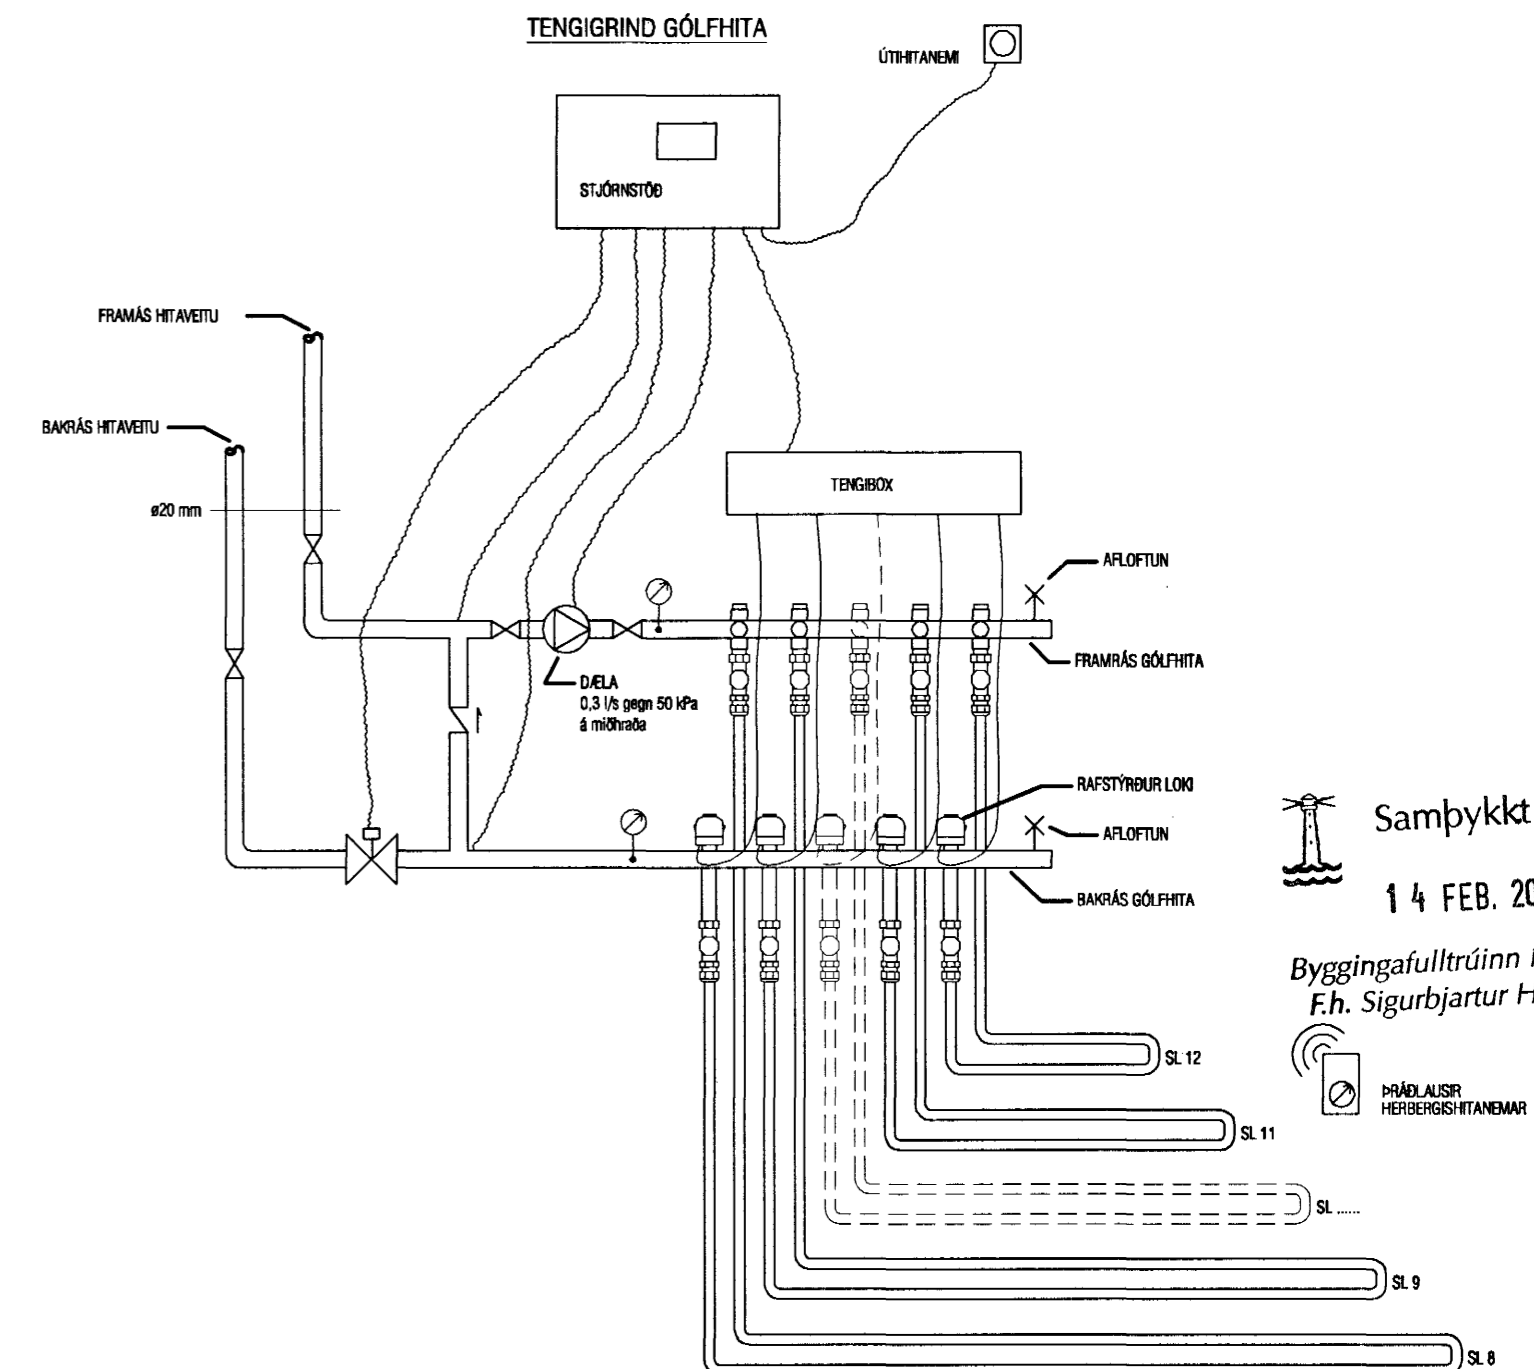 TENGIGRIND GÓLFHITA
ÚTIHITANEMI
STJÓRNSTÖÐ
FRAMÁS HITAVEITU
BAKRÁS HITAVEITU
TENGIBOX
ø20 mm
AFLOFTUN
FRAMRÁS GÓLFHITA
DÆLA
0,3 l/s gegn 50 kPa
á miðhraða
RAFSTÝRÐUR LOKI
AFLOFTUN
BAKRÁS GÓLFHITA
Samþykkt
14 FEB. 20
Byggingafulltrúinn
F.h. Sigurbjartur H
SL 12
ÞRÁÐLAUSIR
HERBERGISHITANEMAR
SL 11
SL ......
SL 9
SL 8